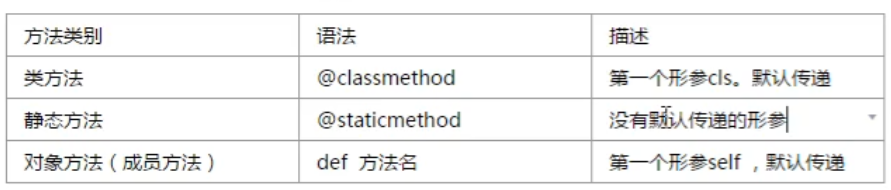 方法类别 语法 描述
类方法 @classmethod 第一个形参cls。默认传递
静态方法 @staticmethod 没有默认传递的形参
对象方法（成员方法） def 方法名 第一个形参self ，默认传递